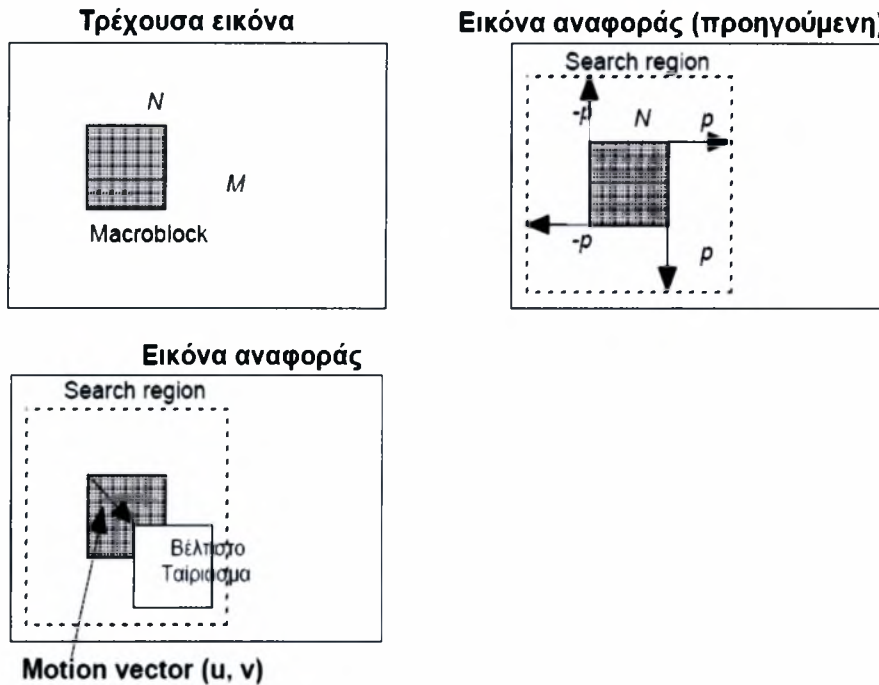 Τρέχουσα εικόνα
Εικόνα αναφοράς (προηγούμενη)
Search region
N
-p
N
p
M
Macroblock
-p
p
Εικόνα αναφοράς
Search region
Βέλτιστο
Ταίριασμα
Motion vector (u, v)